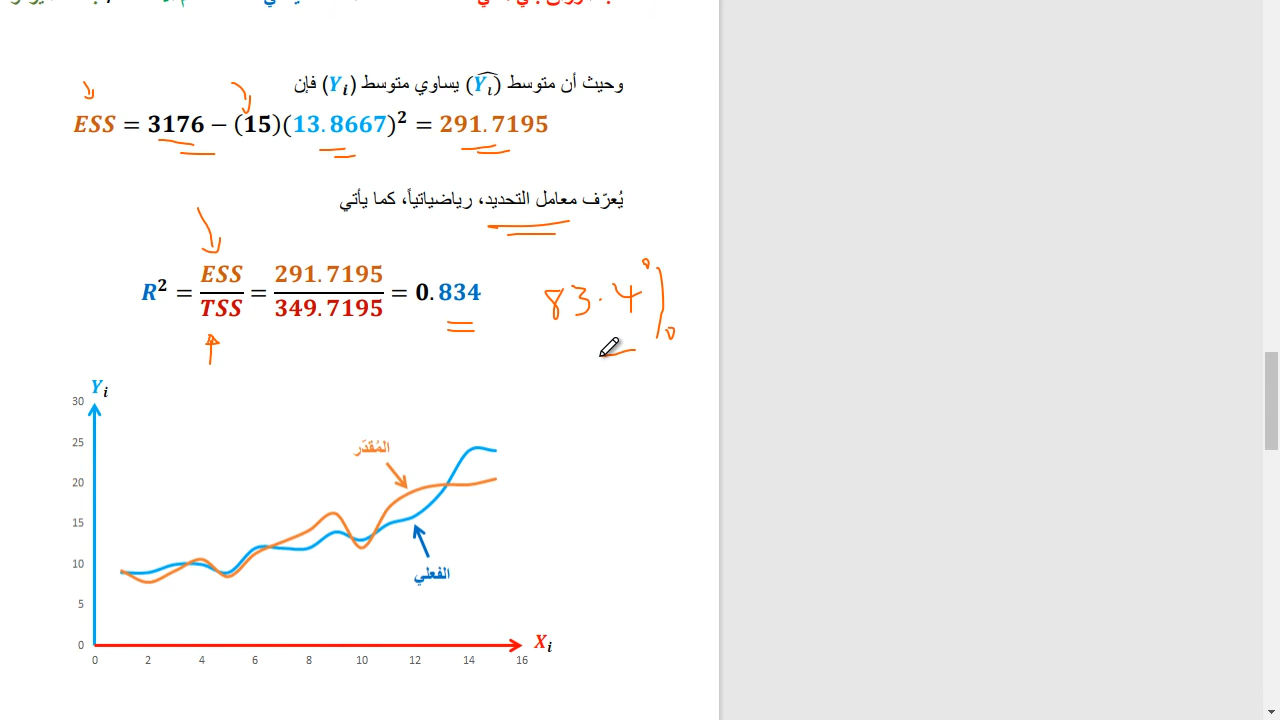 وحيث أن متوسط (Ŷᵢ) يساوي متوسط (Yᵢ) فإن
ESS = 3176 − (15)(13.8667)² = 291.7195
يُعرّف معامل التحديد، رياضياتياً، كما يأتي
R² = ESS/TSS = 291.7195/349.7195 = 0.834
83.4%
Yᵢ
30
25
20
15
10
5
0
المُقدّر
الفعلي
0 2 4 6 8 10 12 14 16
Xᵢ